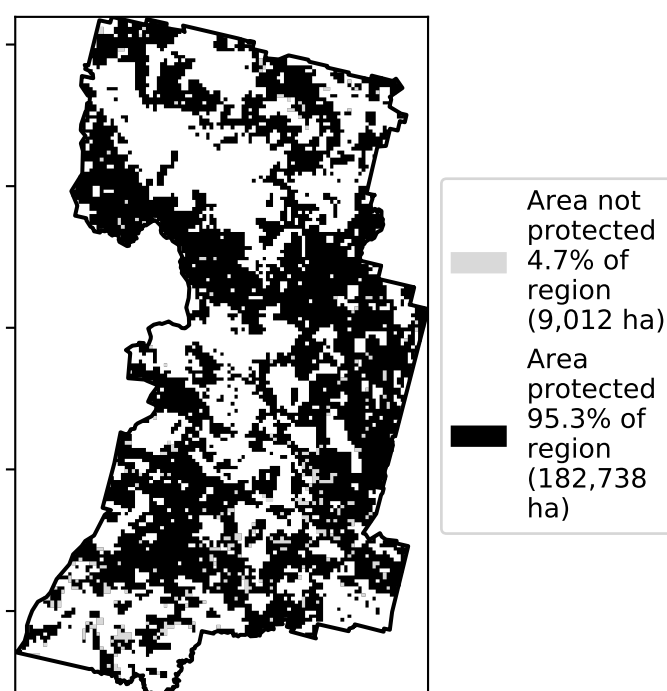 Area not
protected
4.7% of
region
(9,012 ha)
Area
protected
95.3% of
region
(182,738
ha)